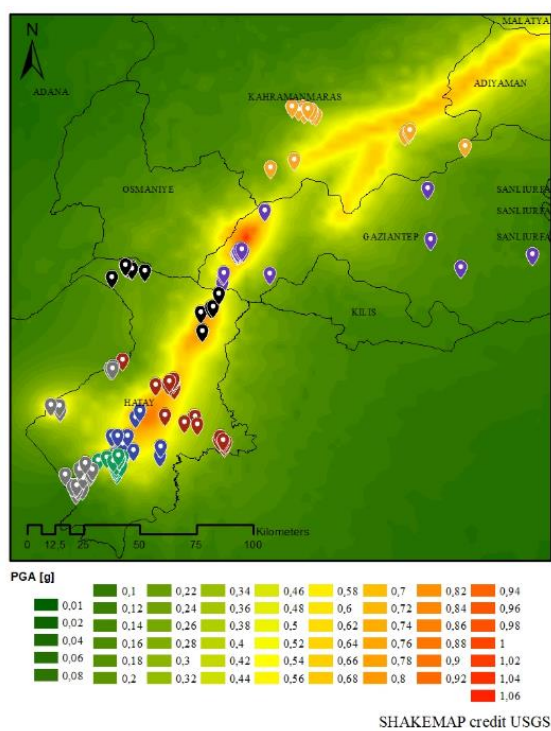 N
MALATYA
ADIYAMAN
ADANA
KAHRAMANMARAS
OSMANIYE
SANLIURFA
SANLIURFA
GAZIANTEP
SANLIURFA
KILIS
HATAY
Kilometers
0 12.5 25 50 75 100
PGA [g]
0,1 0,22 0,34 0,46 0,58 0,7 0,82 0,94
0,01 0,12 0,24 0,36 0,48 0,6 0,72 0,84 0,96
0,02 0,14 0,26 0,38 0,5 0,62 0,74 0,86 0,98
0,04 0,16 0,28 0,4 0,52 0,64 0,76 0,88 1
0,06 0,18 0,3 0,42 0,54 0,66 0,78 0,9 1,02
0,08 0,2 0,32 0,44 0,56 0,68 0,8 0,92 1,04
1,06
SHAKEMAP credit USGS